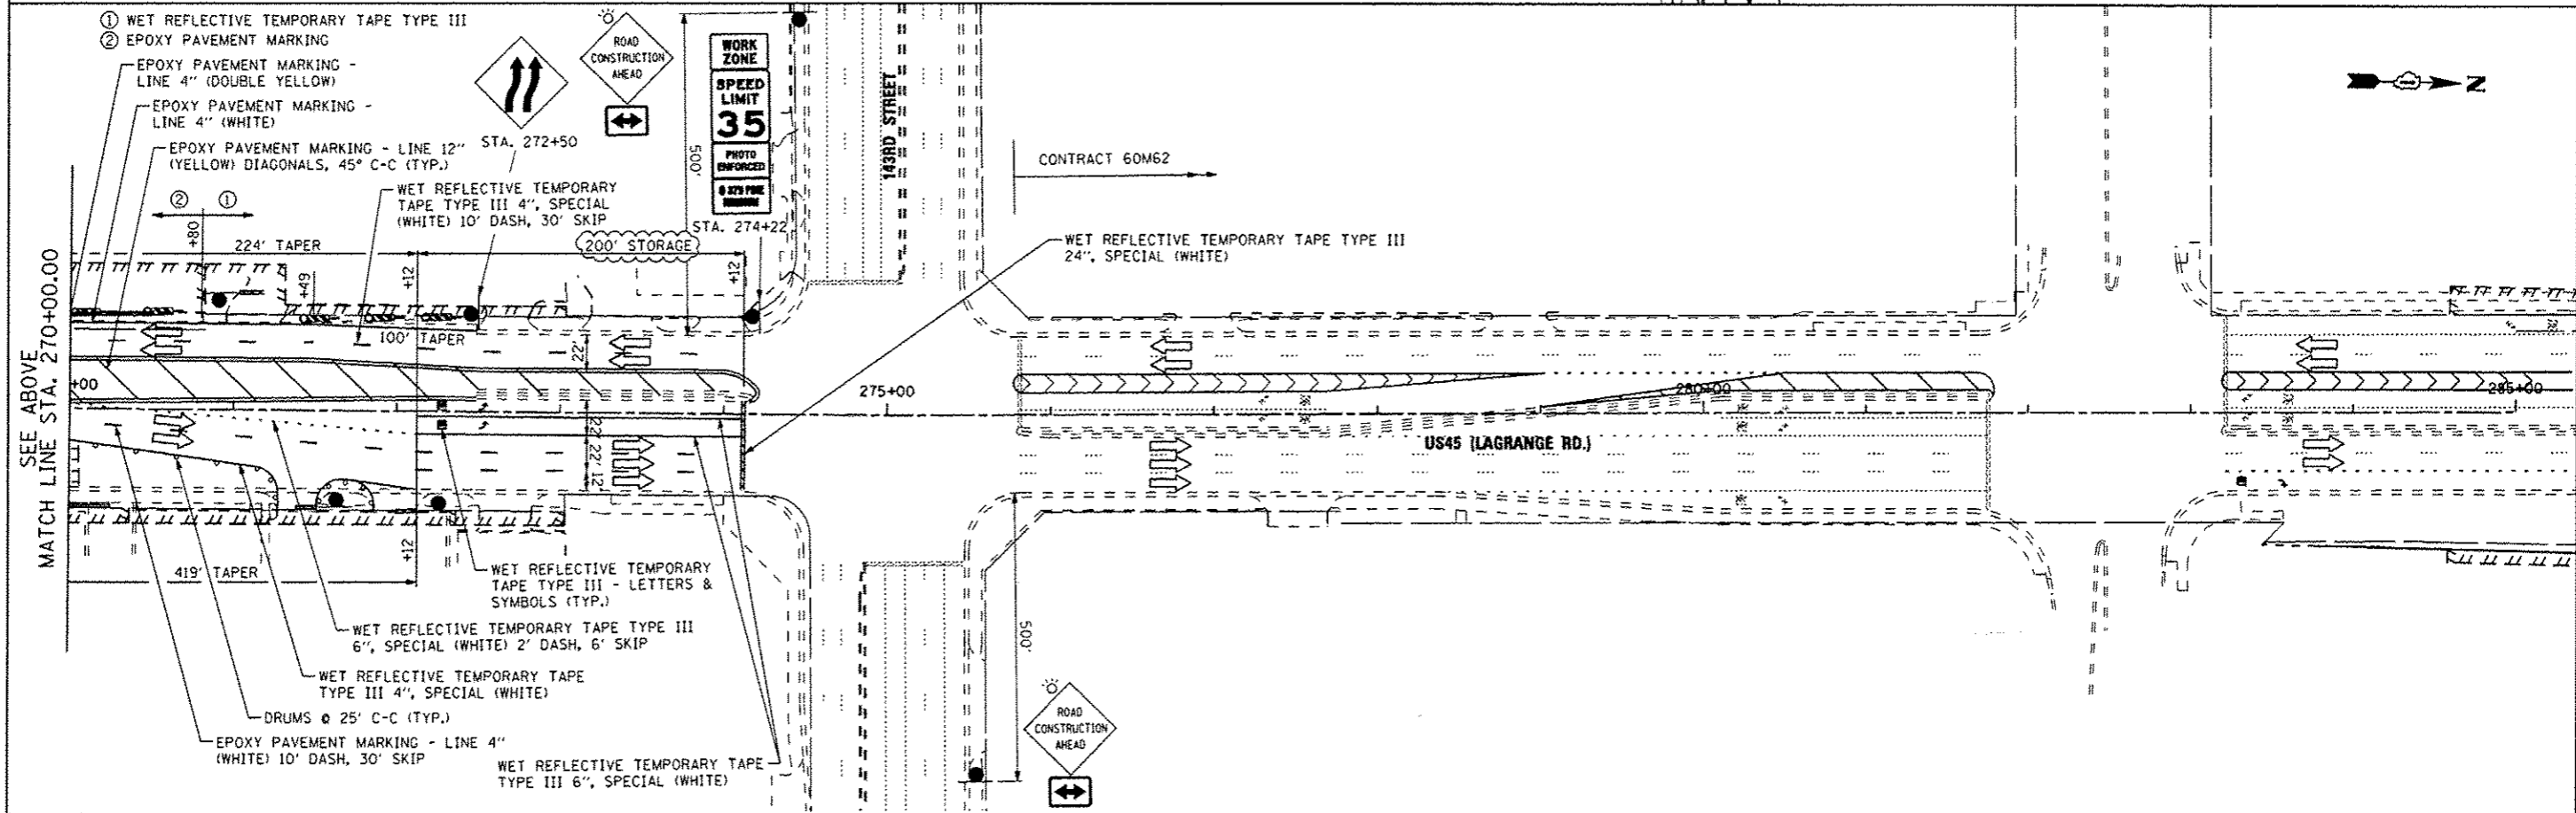 ① WET REFLECTIVE TEMPORARY TAPE TYPE III
② EPOXY PAVEMENT MARKING
EPOXY PAVEMENT MARKING -
LINE 4" (DOUBLE YELLOW)
EPOXY PAVEMENT MARKING -
LINE 4" (WHITE)
EPOXY PAVEMENT MARKING - LINE 12"
(YELLOW) DIAGONALS, 45° C-C (TYP.)
STA. 272+50
ROAD
CONSTRUCTION
AHEAD
WORK
ZONE
SPEED
LIMIT
35
PHOTO
ENFORCED
STA. 274+22
500'
143RD STREET
CONTRACT 60M62
N
WET REFLECTIVE TEMPORARY
TAPE TYPE III 4", SPECIAL
(WHITE) 10' DASH, 30' SKIP
② ①
+80
224' TAPER
200' STORAGE
+49
+12
+12
WET REFLECTIVE TEMPORARY TAPE TYPE III
24", SPECIAL (WHITE)
SEE ABOVE
MATCH LINE STA. 270+00.00
100' TAPER
22'
+00
275+00
280+00
285+00
22' 22' 12'
US45 (LAGRANGE RD.)
+12
419' TAPER
WET REFLECTIVE TEMPORARY
TAPE TYPE III - LETTERS &
SYMBOLS (TYP.)
WET REFLECTIVE TEMPORARY TAPE TYPE III
6", SPECIAL (WHITE) 2' DASH, 6' SKIP
WET REFLECTIVE TEMPORARY TAPE
TYPE III 4", SPECIAL (WHITE)
DRUMS @ 25' C-C (TYP.)
EPOXY PAVEMENT MARKING - LINE 4"
(WHITE) 10' DASH, 30' SKIP
WET REFLECTIVE TEMPORARY TAPE
TYPE III 6", SPECIAL (WHITE)
500'
ROAD
CONSTRUCTION
AHEAD